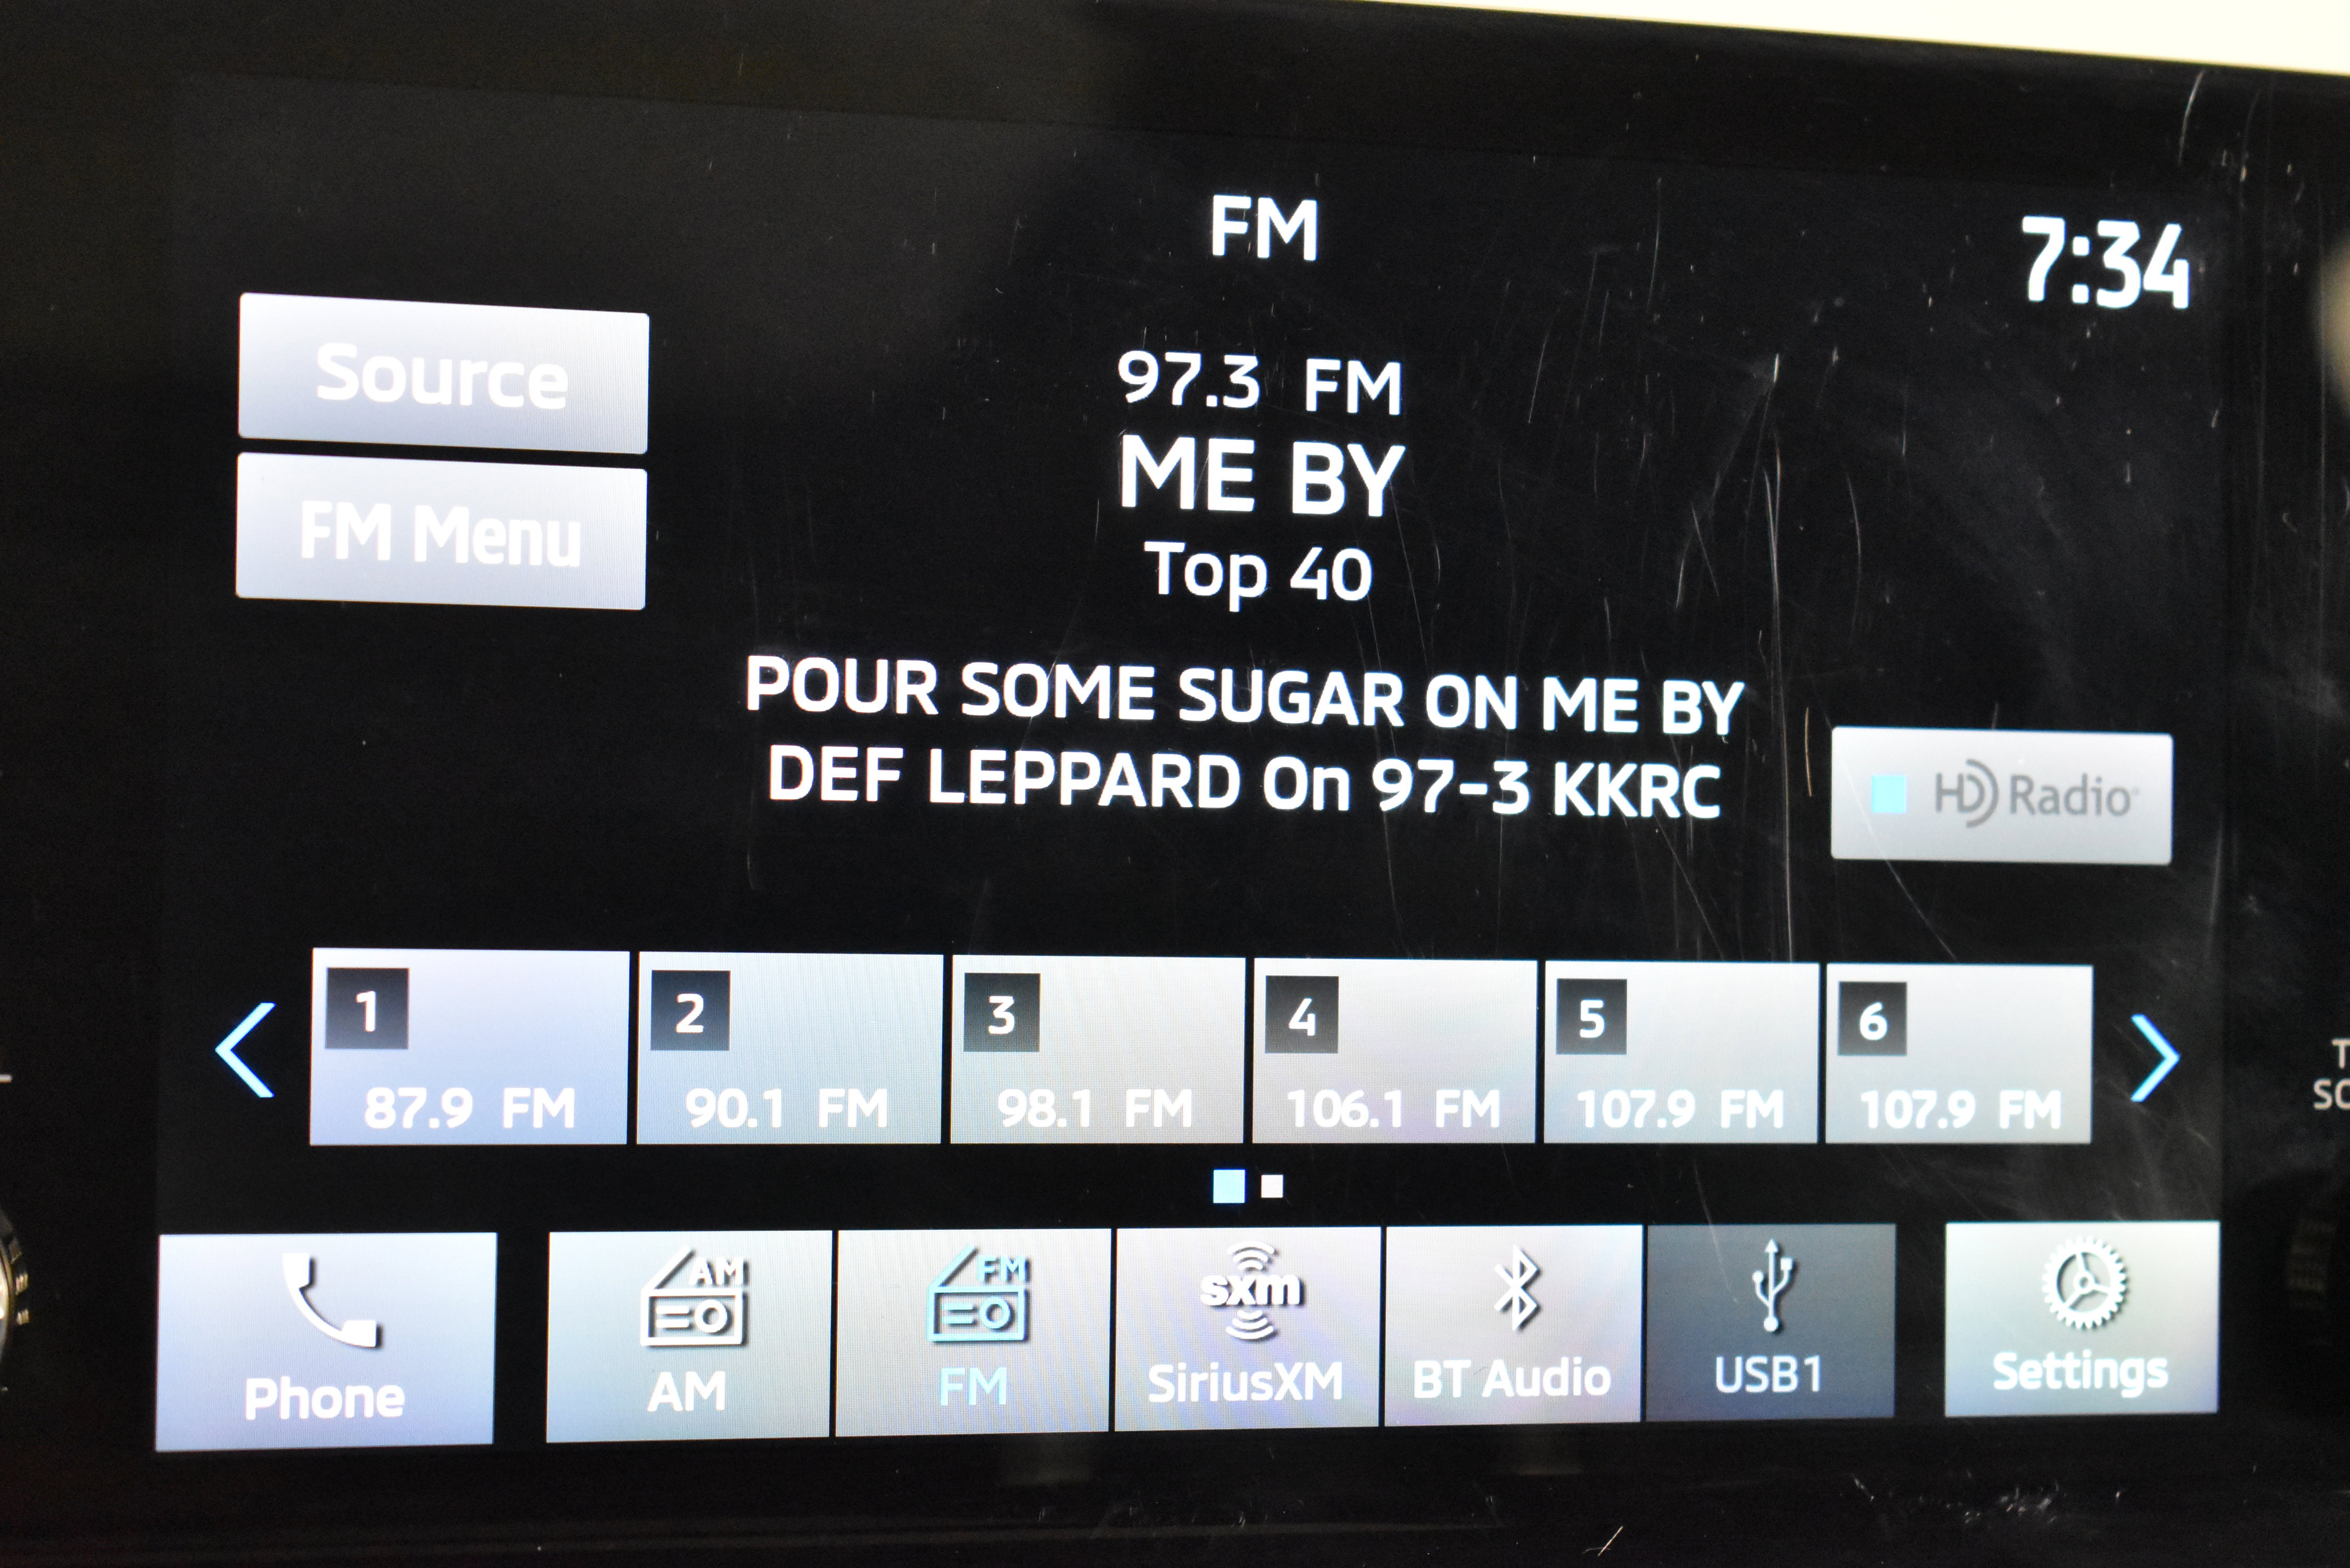 FM
7:34
Source
FM Menu
97.3 FM
ME BY
Top 40
POUR SOME SUGAR ON ME BY
DEF LEPPARD On 97-3 KKRC
HD Radio
1
87.9 FM
2
90.1 FM
3
98.1 FM
4
106.1 FM
5
107.9 FM
6
107.9 FM
Phone
AM
AM
FM
FM
sxm
SiriusXM
BT Audio
USB1
Settings